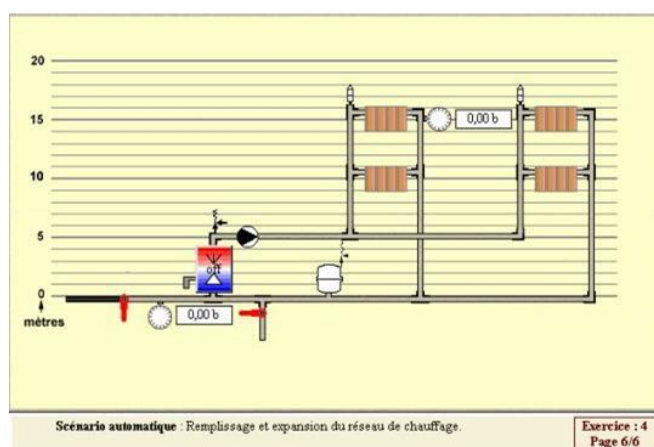 20
15
0,00 b
10
5
off
0
0,00 b
mètres
Scénario automatique : Remplissage et expansion du réseau de chauffage.
Exercice : 4
Page 6/6